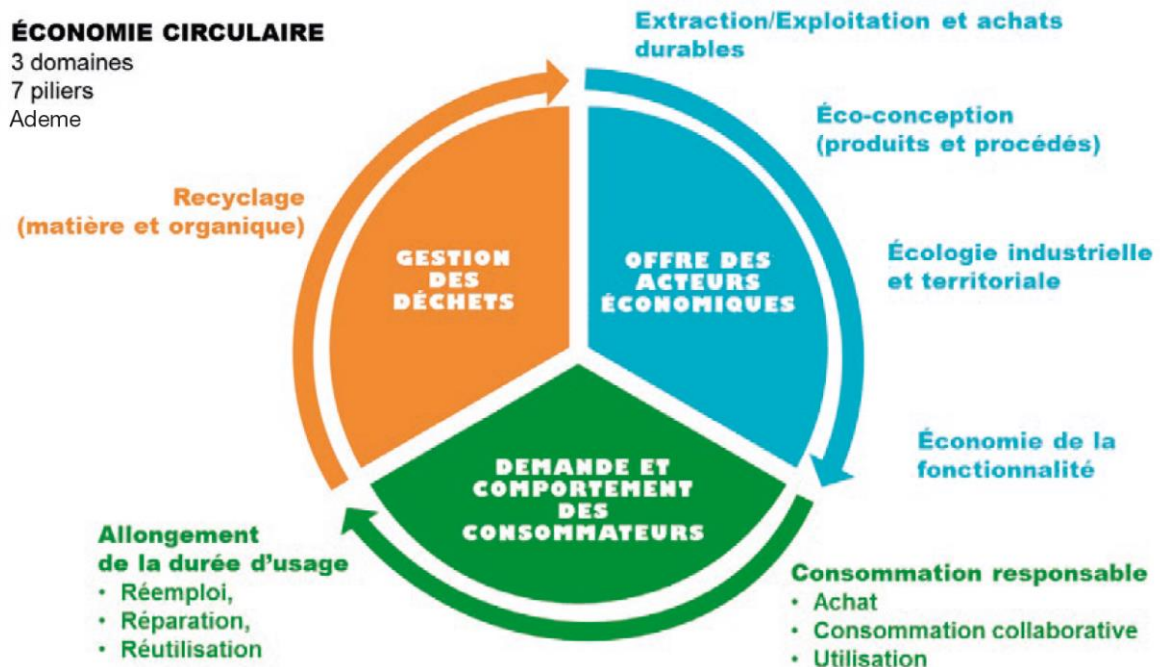 ÉCONOMIE CIRCULAIRE
3 domaines
7 piliers
Ademe
Extraction/Exploitation et achats
durables
Éco-conception
(produits et procédés)
Écologie industrielle
et territoriale
Économie de la
fonctionnalité
OFFRE DES
ACTEURS
ÉCONOMIQUES
Consommation responsable
• Achat
• Consommation collaborative
• Utilisation
DEMANDE ET
COMPORTEMENT
DES
CONSOMMATEURS
Allongement
de la durée d'usage
• Réemploi,
• Réparation,
• Réutilisation
Recyclage
(matière et organique)
GESTION
DES
DÉCHETS